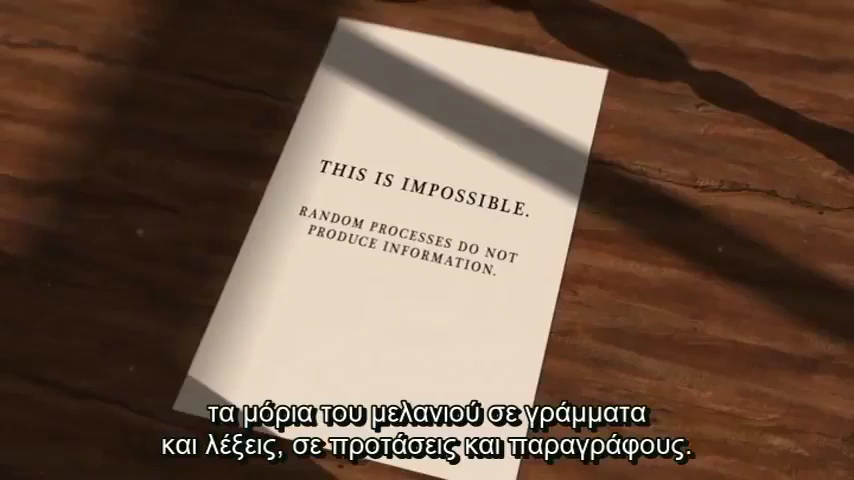 THIS IS IMPOSSIBLE.
RANDOM PROCESSES DO NOT
PRODUCE INFORMATION.
τα μόρια του μελανιού σε γράμματα
και λέξεις, σε προτάσεις και παραγράφους.